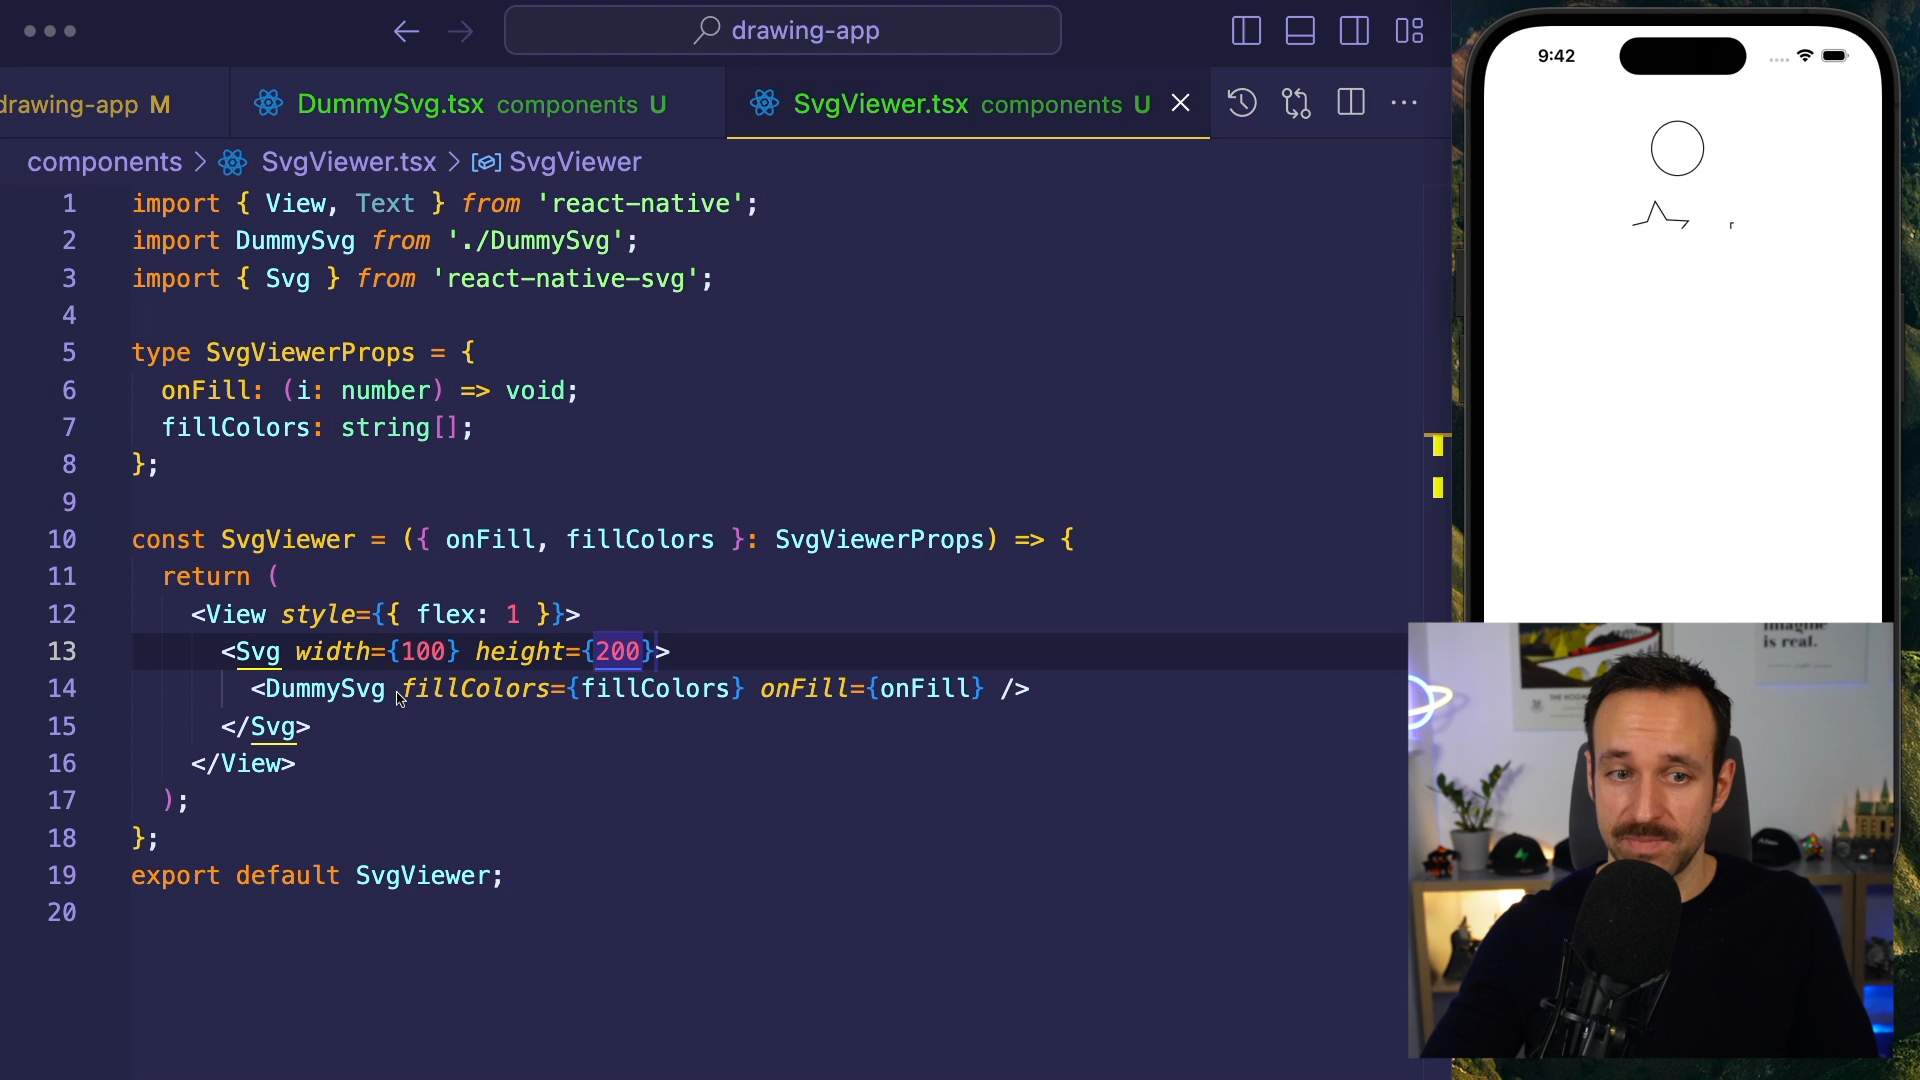 drawing-app
9:42
drawing-app M
DummySvg.tsx components U
SvgViewer.tsx components U
components > SvgViewer.tsx > SvgViewer
1 import { View, Text } from 'react-native';
2 import DummySvg from './DummySvg';
3 import { Svg } from 'react-native-svg';
4
5 type SvgViewerProps = {
6 onFill: (i: number) => void;
7 fillColors: string[];
8 };
9
10 const SvgViewer = ({ onFill, fillColors }: SvgViewerProps) => {
11 return (
12 <View style={{ flex: 1 }}>
13 <Svg width={100} height={200}>
14 <DummySvg fillColors={fillColors} onFill={onFill} />
15 </Svg>
16 </View>
17 );
18 };
19 export default SvgViewer;
20
imagine
is real.